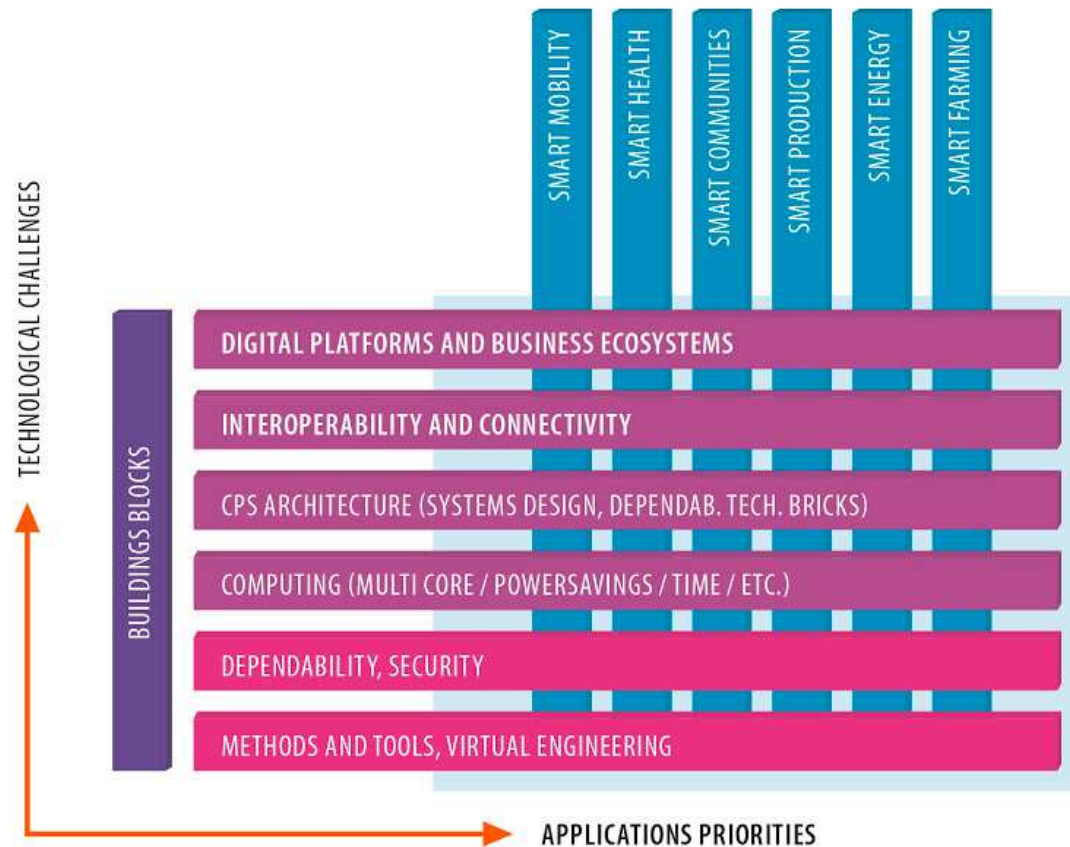 SMART MOBILITY
SMART HEALTH
SMART COMMUNITIES
SMART PRODUCTION
SMART ENERGY
SMART FARMING
TECHNOLOGICAL CHALLENGES
BUILDINGS BLOCKS
DIGITAL PLATFORMS AND BUSINESS ECOSYSTEMS
INTEROPERABILITY AND CONNECTIVITY
CPS ARCHITECTURE (SYSTEMS DESIGN, DEPENDAB. TECH. BRICKS)
COMPUTING (MULTI CORE / POWERSAVINGS / TIME / ETC.)
DEPENDABILITY, SECURITY
METHODS AND TOOLS, VIRTUAL ENGINEERING
APPLICATIONS PRIORITIES